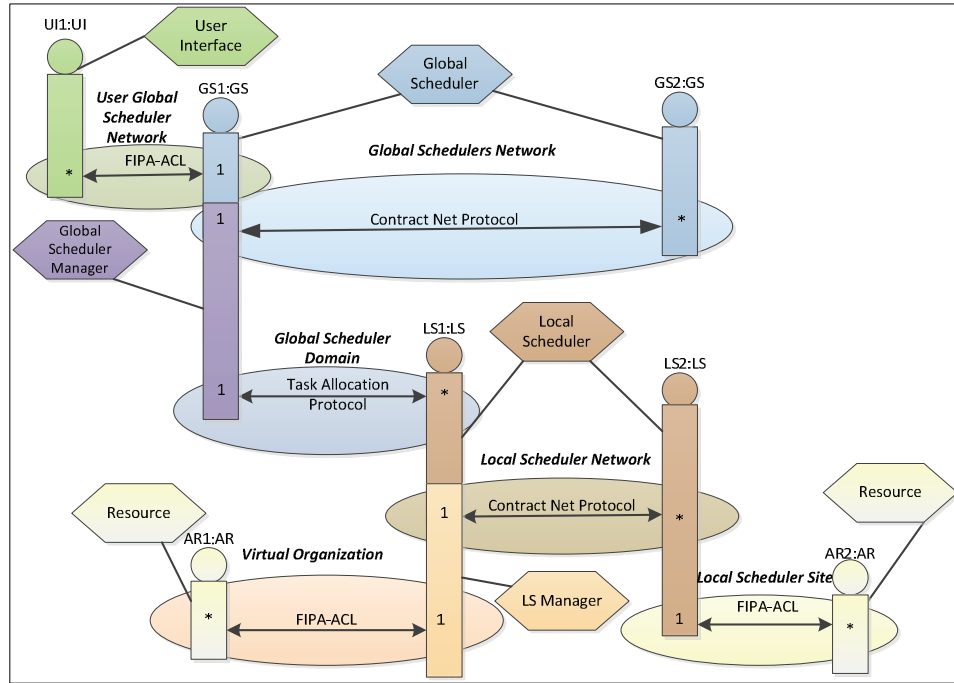 UI1:UI
User
Interface
GS1:GS
Global
Scheduler
GS2:GS
User Global
Scheduler
Network
FIPA-ACL
*
1
Global Schedulers Network
1
Contract Net Protocol
*
Global
Scheduler
Manager
Global Scheduler
Domain
LS1:LS
Local
Scheduler
LS2:LS
1
Task Allocation
Protocol
*
Local Scheduler Network
1
Contract Net Protocol
*
Resource
Resource
AR1:AR
Virtual Organization
AR2:AR
Local Scheduler Site
LS Manager
*
FIPA-ACL
1
1
FIPA-ACL
*